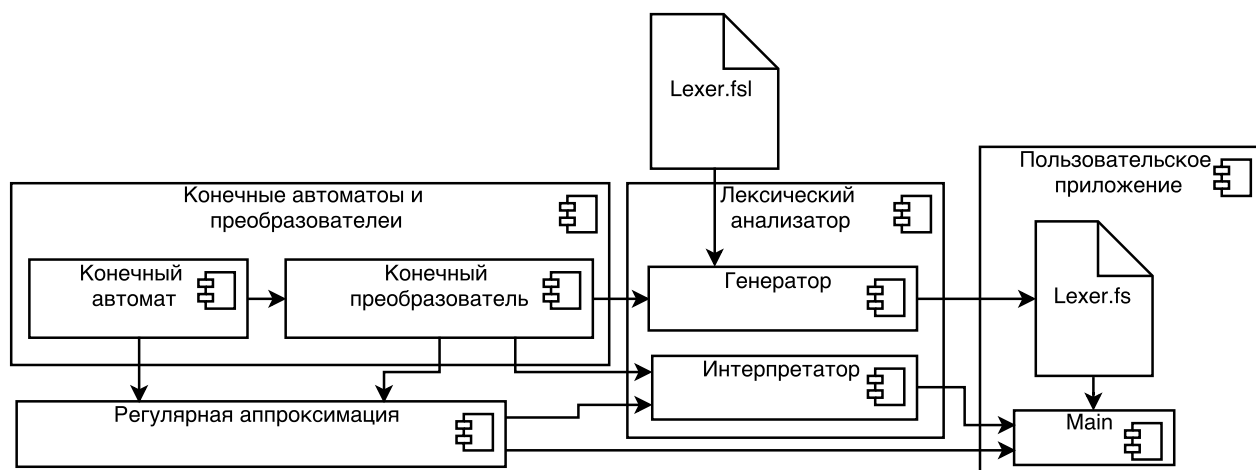 Lexer.fsl
Пользовательское
приложение
Конечные автоматоы и
преобразователеи
Лексический
анализатор
Конечный
автомат
Конечный
преобразователь
Генератор
Lexer.fs
Интерпретатор
Регулярная аппроксимация
Main